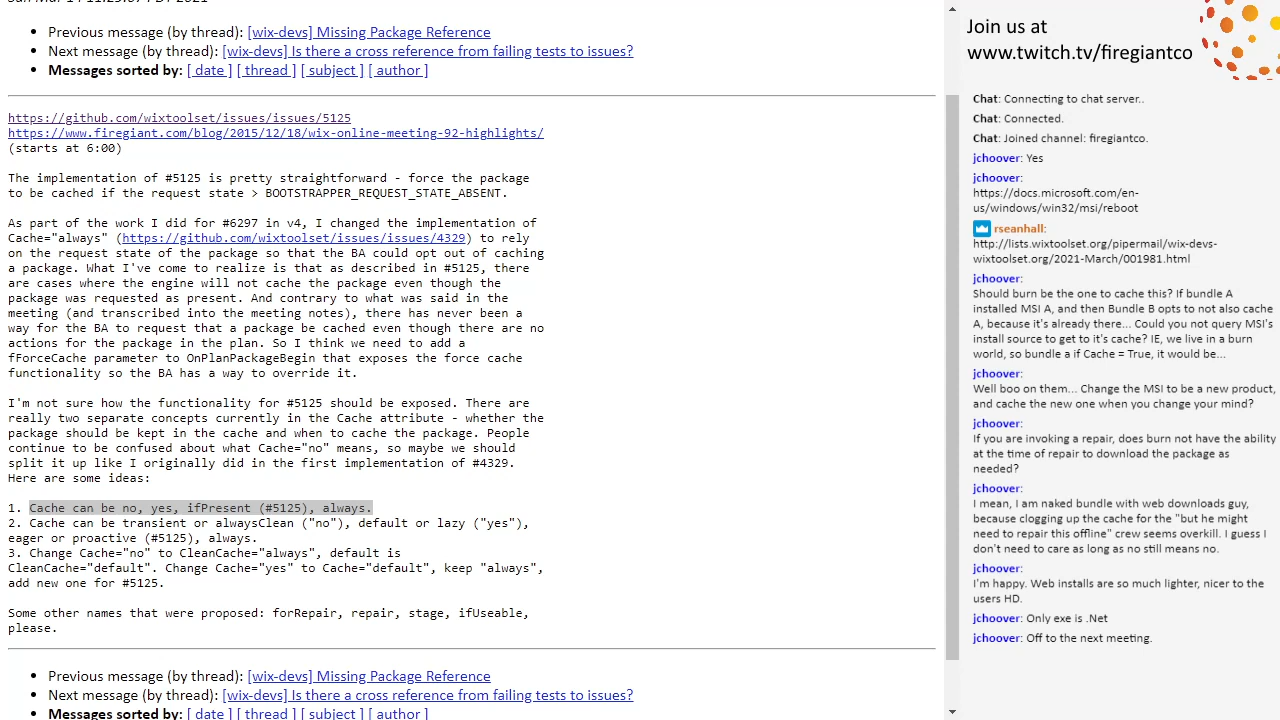 Previous message (by thread): [wix-devs] Missing Package Reference
Next message (by thread): [wix-devs] Is there a cross reference from failing tests to issues?
Messages sorted by: [ date ] [ thread ] [ subject ] [ author ]
https://github.com/wixtoolset/issues/issues/5125
https://www.firegiant.com/blog/2015/12/18/wix-online-meeting-92-highlights/
(starts at 6:00)
The implementation of #5125 is pretty straightforward - force the package
to be cached if the request state > BOOTSTRAPPER_REQUEST_STATE_ABSENT.
As part of the work I did for #6297 in v4, I changed the implementation of
Cache="always" (https://github.com/wixtoolset/issues/issues/4329) to rely
on the request state of the package so that the BA could opt out of caching
a package. What I've come to realize is that as described in #5125, there
are cases where the engine will not cache the package even though the
package was requested as present. And contrary to what was said in the
meeting (and transcribed into the meeting notes), there has never been a
way for the BA to request that a package be cached even though there are no
actions for the package in the plan. So I think we need to add a
fForceCache parameter to OnPlanPackageBegin that exposes the force cache
functionality so the BA has a way to override it.
I'm not sure how the functionality for #5125 should be exposed. There are
really two separate concepts currently in the Cache attribute - whether the
package should be kept in the cache and when to cache the package. People
continue to be confused about what Cache="no" means, so maybe we should
split it up like I originally did in the first implementation of #4329.
Here are some ideas:
1. Cache can be no, yes, ifPresent (#5125), always.
2. Cache can be transient or alwaysClean ("no"), default or lazy ("yes"),
eager or proactive (#5125), always.
3. Change Cache="no" to CleanCache="always", default is
CleanCache="default". Change Cache="yes" to Cache="default", keep "always",
add new one for #5125.
Some other names that were proposed: forRepair, repair, stage, ifUseable,
please.
Previous message (by thread): [wix-devs] Missing Package Reference
Next message (by thread): [wix-devs] Is there a cross reference from failing tests to issues?
Messages sorted by: [ date ] [ thread ] [ subject ] [ author ]
Join us at
www.twitch.tv/firegiantco
Chat: Connecting to chat server..
Chat: Connected.
Chat: Joined channel: firegiantco.
jchoover: Yes
jchoover:
https://docs.microsoft.com/en-
us/windows/win32/msi/reboot
rseanhall:
http://lists.wixtoolset.org/pipermail/wix-devs-
wixtoolset.org/2021-March/001981.html
jchoover:
Should burn be the one to cache this? If bundle A
installed MSI A, and then Bundle B opts to not also cache
A, because it's already there... Could you not query MSI's
install source to get to it's cache? IE, we live in a burn
world, so bundle a if Cache = True, it would be...
jchoover:
Well boo on them... Change the MSI to be a new product,
and cache the new one when you change your mind?
jchoover:
If you are invoking a repair, does burn not have the ability
at the time of repair to download the package as
needed?
jchoover:
I mean, I am naked bundle with web downloads guy,
because clogging up the cache for the "but he might
need to repair this offline" crew seems overkill. I guess I
don't need to care as long as no still means no.
jchoover:
I'm happy. Web installs are so much lighter, nicer to the
users HD.
jchoover: Only exe is .Net
jchoover: Off to the next meeting.